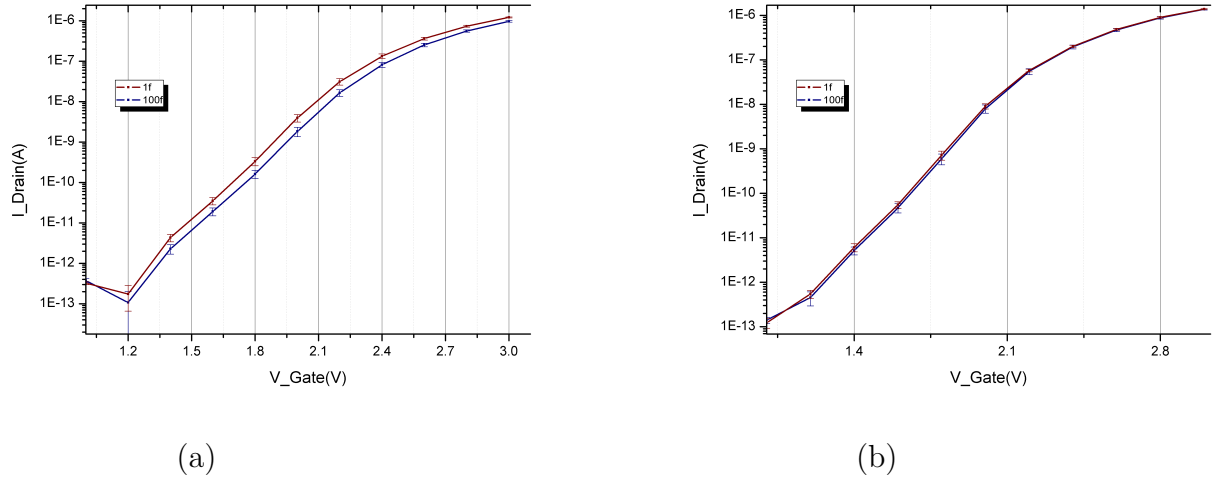 1E-6
1E-7
1E-8
1E-9
1E-10
1E-11
1E-12
1E-13
I_Drain(A)
1f
100f
1.2 1.5 1.8 2.1 2.4 2.7 3.0
V_Gate(V)
(a)
1E-6
1E-7
1E-8
1E-9
1E-10
1E-11
1E-12
1E-13
I_Drain(A)
1f
100f
1.4 2.1 2.8
V_Gate(V)
(b)